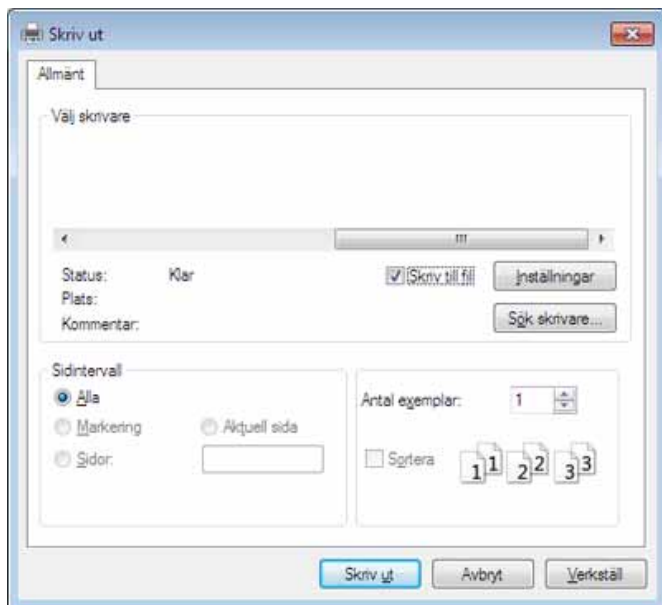 Skriv ut
Allmänt
Välj skrivare
Status: Klar
Skriv till fil
Inställningar
Plats:
Kommentar:
Sök skrivare...
Sidintervall
Alla
Markering
Aktuell sida
Sidor:
Antal exemplar: 1
Sortera
1 1 2 2 3 3
Skriv ut
Avbryt
Verkställ